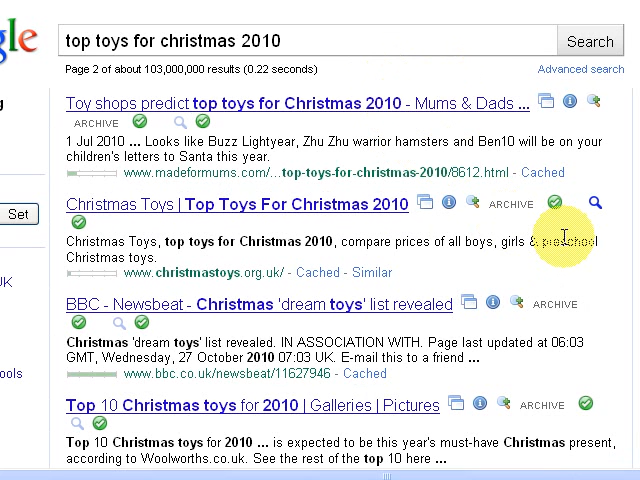 gle
top toys for christmas 2010
Search
Page 2 of about 103,000,000 results (0.22 seconds)
Advanced search
Toy shops predict top toys for Christmas 2010 - Mums & Dads ...
ARCHIVE
1 Jul 2010 ... Looks like Buzz Lightyear, Zhu Zhu warrior hamsters and Ben10 will be on your
children's letters to Santa this year.
www.madeformums.com/...top-toys-for-christmas-2010/8612.html - Cached
Set
Christmas Toys | Top Toys For Christmas 2010
ARCHIVE
Christmas Toys, top toys for Christmas 2010, compare prices of all boys, girls & preschool
Christmas toys.
www.christmastoys.org.uk/ - Cached - Similar
UK
BBC - Newsbeat - Christmas 'dream toys' list revealed
ARCHIVE
Christmas 'dream toys' list revealed. IN ASSOCIATION WITH. Page last updated at 06:03
GMT, Wednesday, 27 October 2010 07:03 UK. E-mail this to a friend ...
www.bbc.co.uk/newsbeat/11627946 - Cached
ools
Top 10 Christmas toys for 2010 | Galleries | Pictures
ARCHIVE
Top 10 Christmas toys for 2010 ... is expected to be this year's must-have Christmas present,
according to Woolworths.co.uk. See the rest of the top 10 here ...